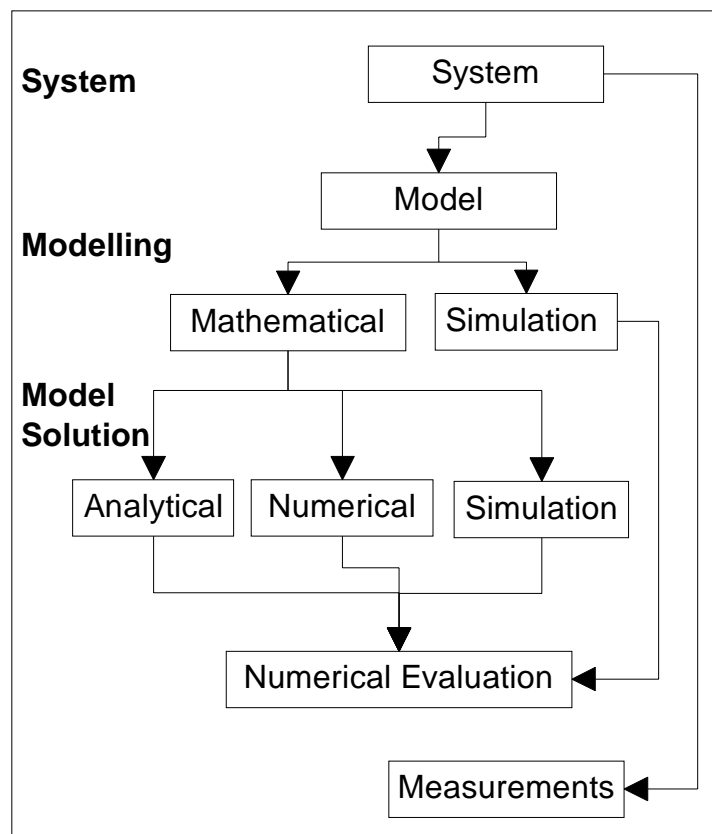 System
System
Model
Modelling
Mathematical
Simulation
Model
Solution
Analytical
Numerical
Simulation
Numerical Evaluation
Measurements